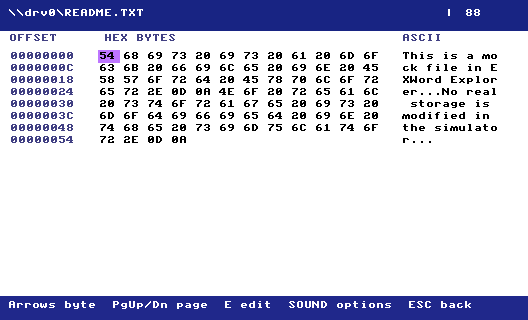 \\drv0\README.TXT | 88
OFFSET HEX BYTES ASCII
00000000 54 68 69 73 20 69 73 20 61 20 6D 6F This is a mo
0000000C 63 6B 20 66 69 6C 65 20 69 6E 20 45 ck file in E
00000018 58 57 6F 72 64 20 45 78 70 6C 6F 72 XWord Explor
00000024 65 72 2E 0D 0A 4E 6F 20 72 65 61 6C er...No real
00000030 20 73 74 6F 72 61 67 65 20 69 73 20 storage is
0000003C 6D 6F 64 69 66 69 65 64 20 69 6E 20 modified in
00000048 74 68 65 20 73 69 6D 75 6C 61 74 6F the simulato
00000054 72 2E 0D 0A r...
Arrows byte PgUp/Dn page E edit SOUND options ESC back